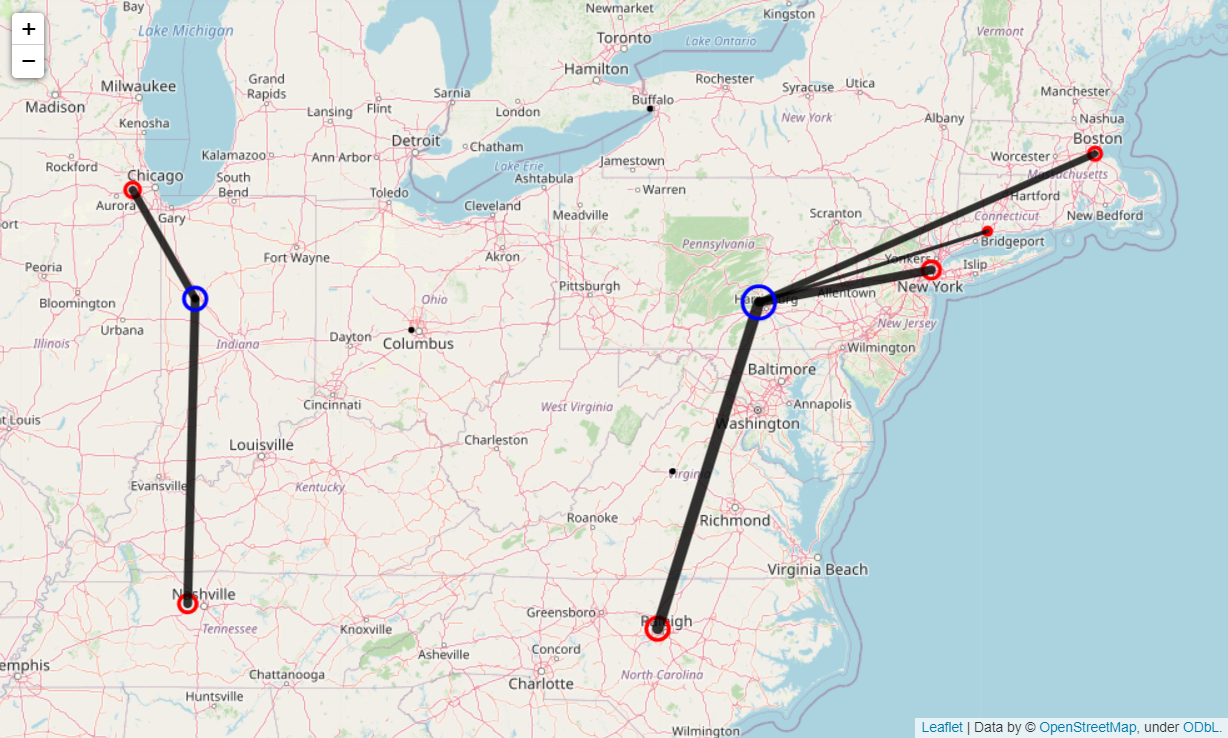 +
−
Bay
Newmarket
Kingston
Vermont
Lake Michigan
Toronto
Lake Ontario
Hamilton
Rochester
Utica
Syracuse
Milwaukee
Grand
Rapids
Sarnia
Madison
Lansing
Flint
London
Buffalo
Manchester
Kenosha
New York
Albany
Nashua
Detroit
Boston
Chatham
Rockford
Kalamazoo
Ann Arbor
Lake Erie
Jamestown
Worcester
Chicago
South
Bend
Toledo
Ashtabula
Warren
Massachusetts
Aurora
Gary
Cleveland
Meadville
Scranton
Hartford
Connecticut
New Bedford
ort
Pennsylvania
Bridgeport
Fort Wayne
Akron
Yonkers
Islip
Peoria
Pittsburgh
New York
Allentown
Bloomington
Ohio
Urbana
Dayton
Columbus
New Jersey
Illinois
Indiana
Wilmington
Baltimore
Cincinnati
West Virginia
Annapolis
t Louis
Washington
Louisville
Charleston
Evansville
Kentucky
Virginia
Roanoke
Richmond
Virginia Beach
Nashville
Greensboro
Raleigh
Tennessee
Knoxville
Asheville
Concord
emphis
Chattanooga
North Carolina
Charlotte
Huntsville
Wilmington
Leaflet | Data by © OpenStreetMap, under ODbL.